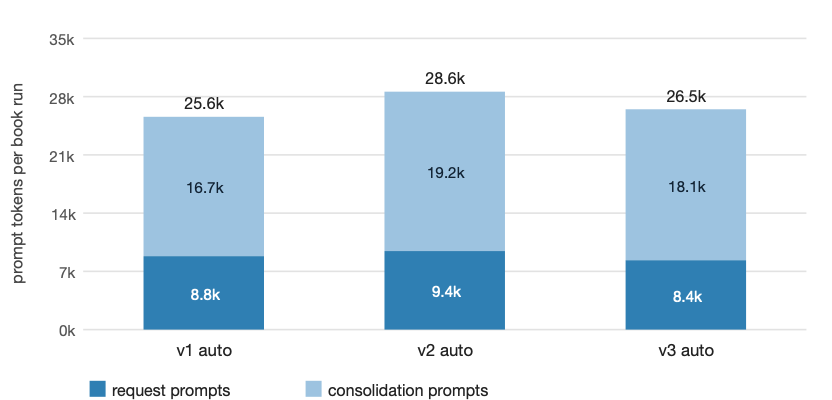 35k
28k
21k
14k
7k
0k
prompt tokens per book run
25.6k
28.6k
26.5k
16.7k
19.2k
18.1k
8.8k
9.4k
8.4k
v1 auto
v2 auto
v3 auto
request prompts
consolidation prompts